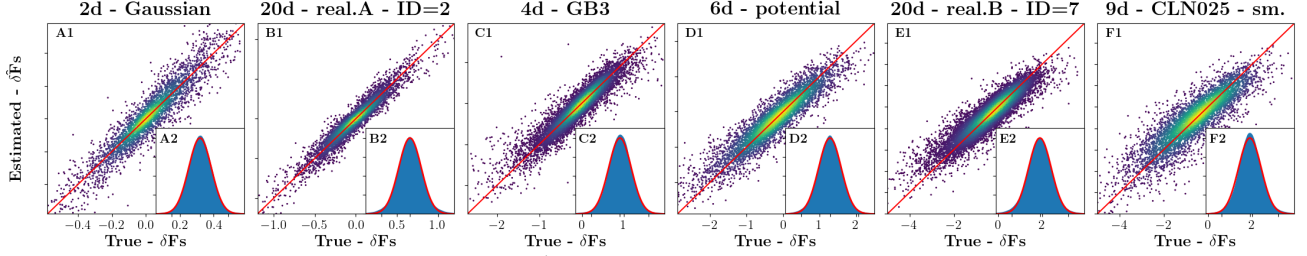 2d - Gaussian
20d - real.A - ID=2
4d - GB3
6d - potential
20d - real.B - ID=7
9d - CLN025 - sm.
Estimated - δ̂Fs
A1
A2
−0.4 −0.2 0.0 0.2 0.4
True - δFs
B1
B2
−1.0 −0.5 0.0 0.5 1.0
True - δFs
C1
C2
−2 −1 0 1
True - δFs
D1
D2
−2 −1 0 1 2
True - δFs
E1
E2
−4 −2 0 2
True - δFs
F1
F2
−4 −2 0 2
True - δFs